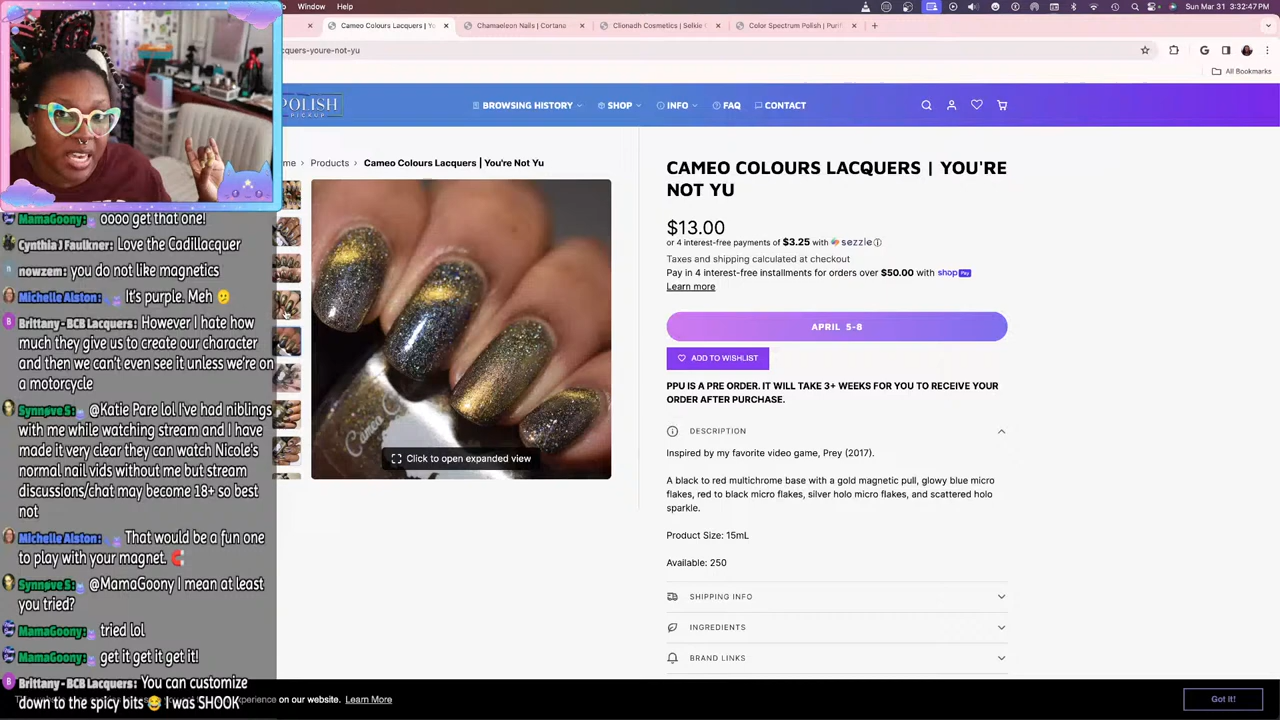 Window Help
Sun Mar 31 3:32:47 PM
Cameo Colours Lacquers | Yo
Chamaeleon Nails | Cortana
Clionadh Cosmetics | Selkie
Color Spectrum Polish | Puri
cquers-youre-not-yu
All Bookmarks
POLISH
PICKUP
BROWSING HISTORY
SHOP
INFO
FAQ
CONTACT
me > Products > Cameo Colours Lacquers | You're Not Yu
Cameo Co
Click to open expanded view
CAMEO COLOURS LACQUERS | YOU'RE
NOT YU
$13.00
or 4 interest-free payments of $3.25 with sezzle
Taxes and shipping calculated at checkout
Pay in 4 interest-free installments for orders over $50.00 with shop Pay
Learn more
APRIL 5-8
ADD TO WISHLIST
PPU IS A PRE ORDER. IT WILL TAKE 3+ WEEKS FOR YOU TO RECEIVE YOUR
ORDER AFTER PURCHASE.
DESCRIPTION
Inspired by my favorite video game, Prey (2017).
A black to red multichrome base with a gold magnetic pull, glowy blue micro
flakes, red to black micro flakes, silver holo micro flakes, and scattered holo
sparkle.
Product Size: 15mL
Available: 250
SHIPPING INFO
INGREDIENTS
BRAND LINKS
MamaGoony: oooo get that one!
Cynthia J Faulkner: Love the Cadillacquer
nowzem: you do not like magnetics
Michelle Alston: It's purple. Meh 🫤
Brittany - BCB Lacquers: However I hate how
much they give us to create our character
and then we can't even see it unless we're on
a motorcycle
Synnøve S: @Katie Pare lol I've had niblings
with me while watching stream and I have
made it very clear they can watch Nicole's
normal nail vids without me but stream
discussions/chat may become 18+ so best
not
Michelle Alston: That would be a fun one
to play with your magnet. 🧲
Synnøve S: @MamaGoony I mean at least
you tried?
MamaGoony: tried lol
MamaGoony: get it get it get it!
Brittany - BCB Lacquers: You can customize
down to the spicy bits 😅 I was SHOOK
experience on our website. Learn More
Got it!